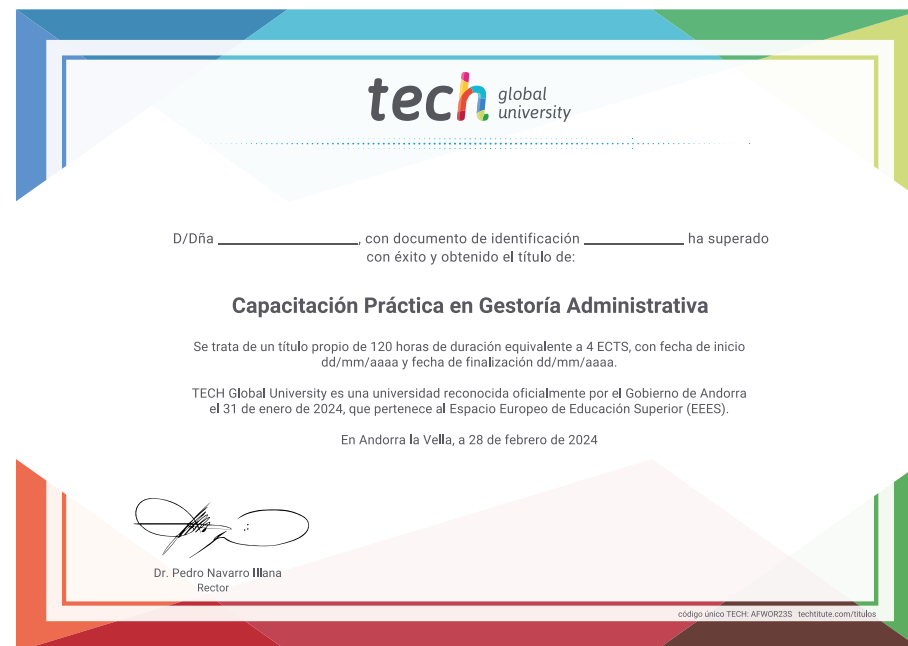 tech global university
D/Dña ______________, con documento de identificación __________ ha superado
con éxito y obtenido el título de:
Capacitación Práctica en Gestoría Administrativa
Se trata de un título propio de 120 horas de duración equivalente a 4 ECTS, con fecha de inicio
dd/mm/aaaa y fecha de finalización dd/mm/aaaa.
TECH Global University es una universidad reconocida oficialmente por el Gobierno de Andorra
el 31 de enero de 2024, que pertenece al Espacio Europeo de Educación Superior (EEES).
En Andorra la Vella, a 28 de febrero de 2024
Dr. Pedro Navarro Illana
Rector
código único TECH: AFWOR23S techtitute.com/titulos